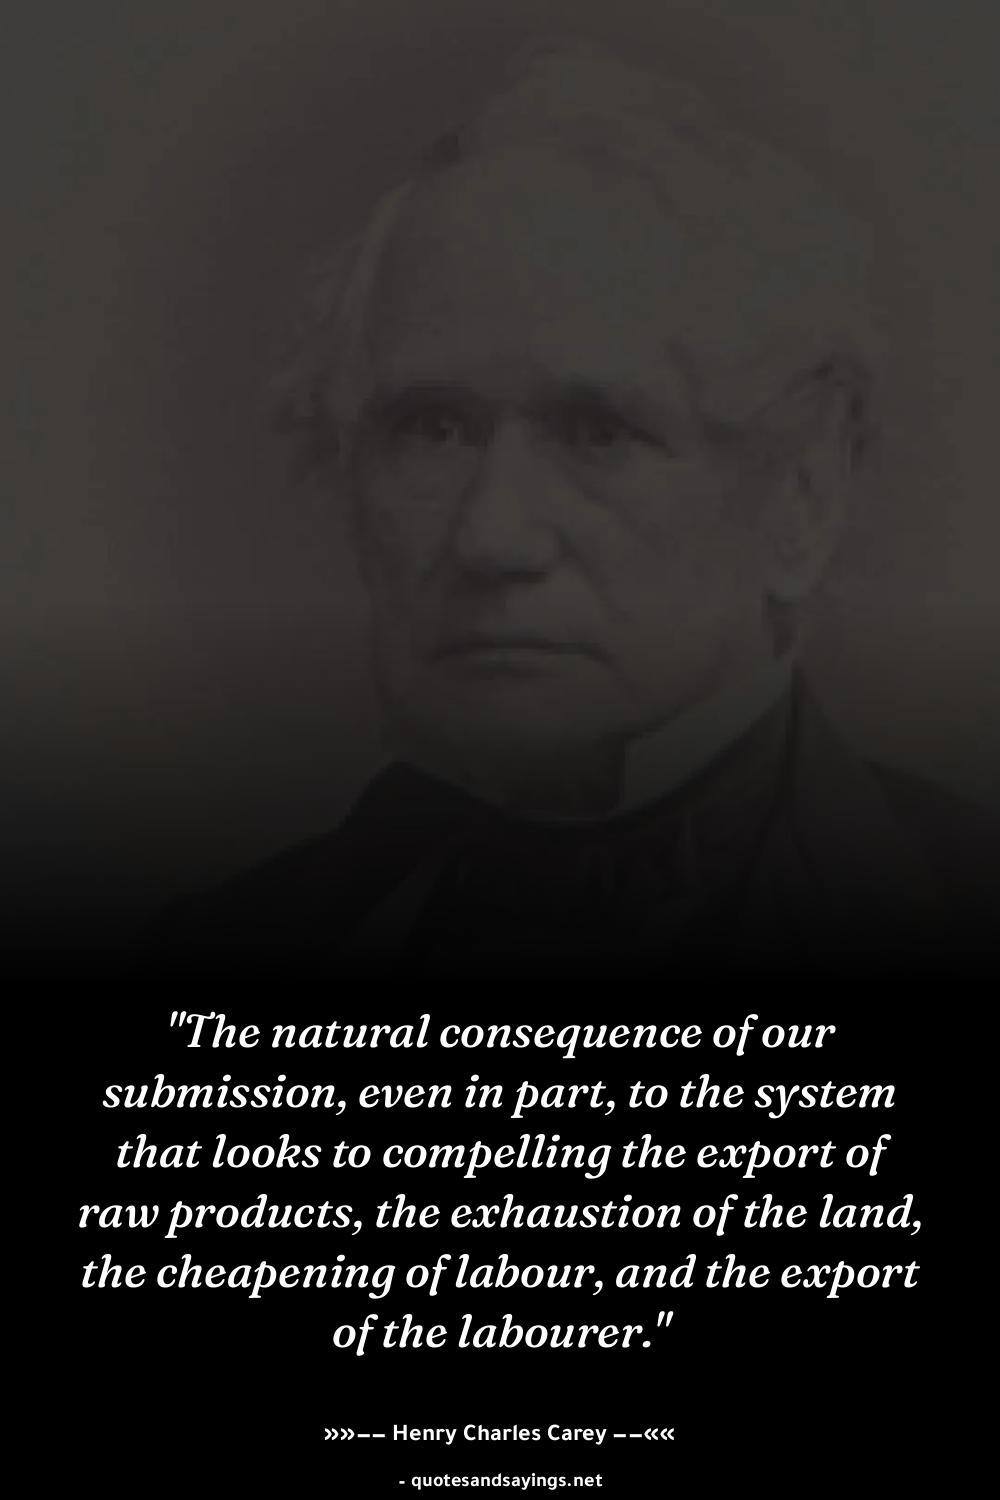 "The natural consequence of our
submission, even in part, to the system
that looks to compelling the export of
raw products, the exhaustion of the land,
the cheapening of labour, and the export
of the labourer."
»»−− Henry Charles Carey −−««
- quotesandsayings.net